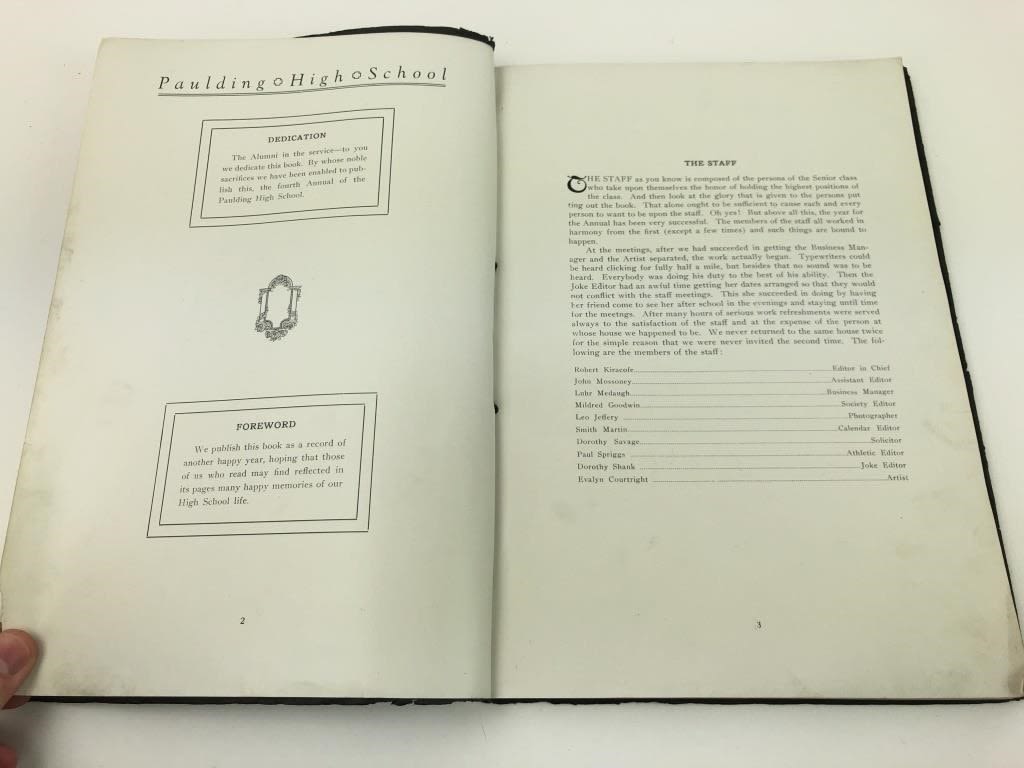 Paulding High School
DEDICATION
The Alumni in the service—to you
we dedicate this book. By whose noble
sacrifices we have been enabled to pub-
lish this, the fourth Annual of the
Paulding High School.
FOREWORD
We publish this book as a record of
another happy year, hoping that those
of us who read may find reflected in
its pages many happy memories of our
High School life.
2
THE STAFF
THE STAFF as you know is composed of the persons of the Senior class
who take upon themselves the honor of holding the highest positions of
the class. And then look at the glory that is given to the persons put
ting out the book. That alone ought to be sufficient to cause each and every
person to want to be upon the staff. Oh yes! But above all this, the year for
the Annual has been very successful. The members of the staff all worked in
harmony from the first (except a few times) and such things are bound to
happen.
At the meetings, after we had succeeded in getting the Business Man-
ager and the Artist separated, the work actually began. Typewriters could
be heard clicking for fully half a mile, but besides that no sound was to be
heard. Everybody was doing his duty to the best of his ability. Then the
Joke Editor had an awful time getting her dates arranged so that they would
not conflict with the staff meetings. This she succeeded in doing by having
her friend come to see her after school in the evenings and staying until time
for the meetngs. After many hours of serious work refreshments were served
always to the satisfaction of the staff and at the expense of the person at
whose house we happened to be. We never returned to the same house twice
for the simple reason that we were never invited the second time. The fol-
lowing are the members of the staff:
Robert Kiracofe Editor in Chief
John Mossoney Assistant Editor
Luhr Medaugh Business Manager
Mildred Goodwin Society Editor
Leo Jeffery Photographer
Smith Martin Calendar Editor
Dorothy Savage Solicitor
Paul Spriggs Athletic Editor
Dorothy Shank Joke Editor
Evalyn Courtright Artist
3